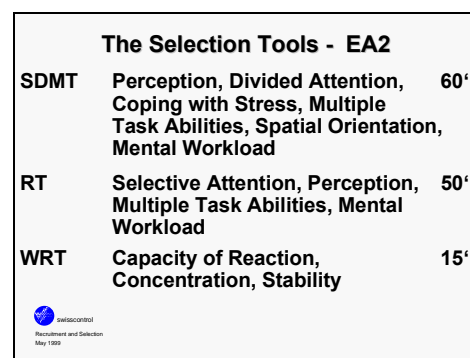 The Selection Tools - EA2
SDMT Perception, Divided Attention, 60‘
Coping with Stress, Multiple
Task Abilities, Spatial Orientation,
Mental Workload
RT Selective Attention, Perception, 50‘
Multiple Task Abilities, Mental
Workload
WRT Capacity of Reaction, 15‘
Concentration, Stability
swisscontrol
Recruitment and Selection
May 1999